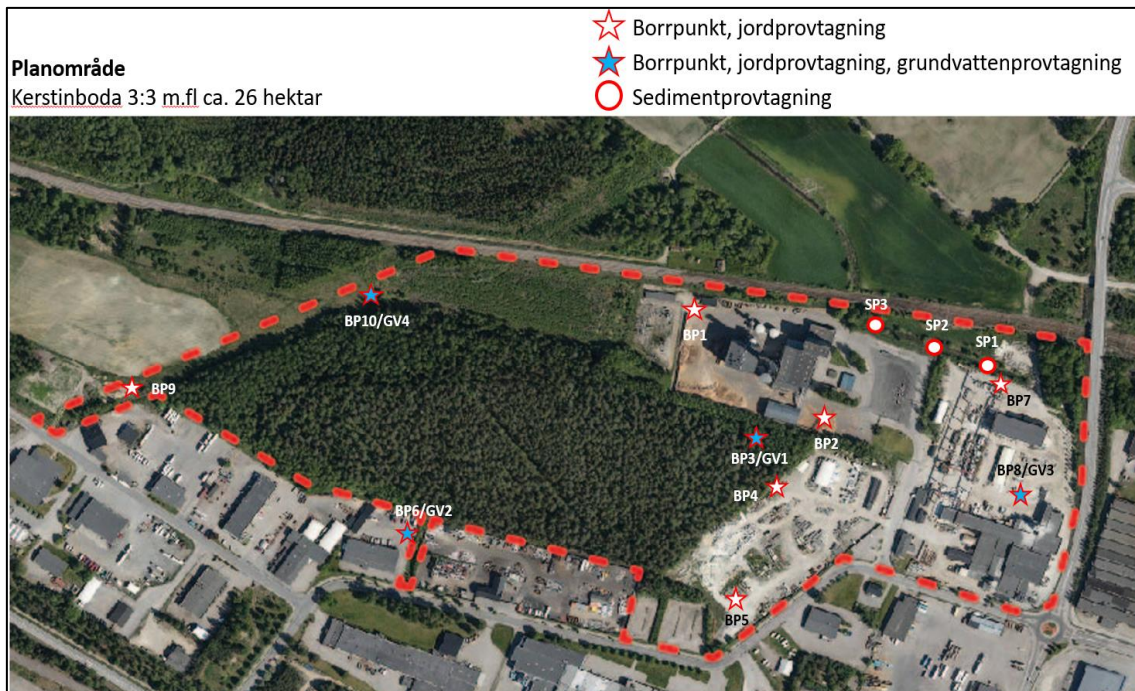 Borrpunkt, jordprovtagning
Planområde
Borrpunkt, jordprovtagning, grundvattenprovtagning
Kerstinboda 3:3 m.fl ca. 26 hektar
Sedimentprovtagning
SP3
BP10/GV4
BP1
SP2
SP1
BP9
BP7
BP2
BP3/GV1
BP8/GV3
BP4
BP6/GV2
BP5